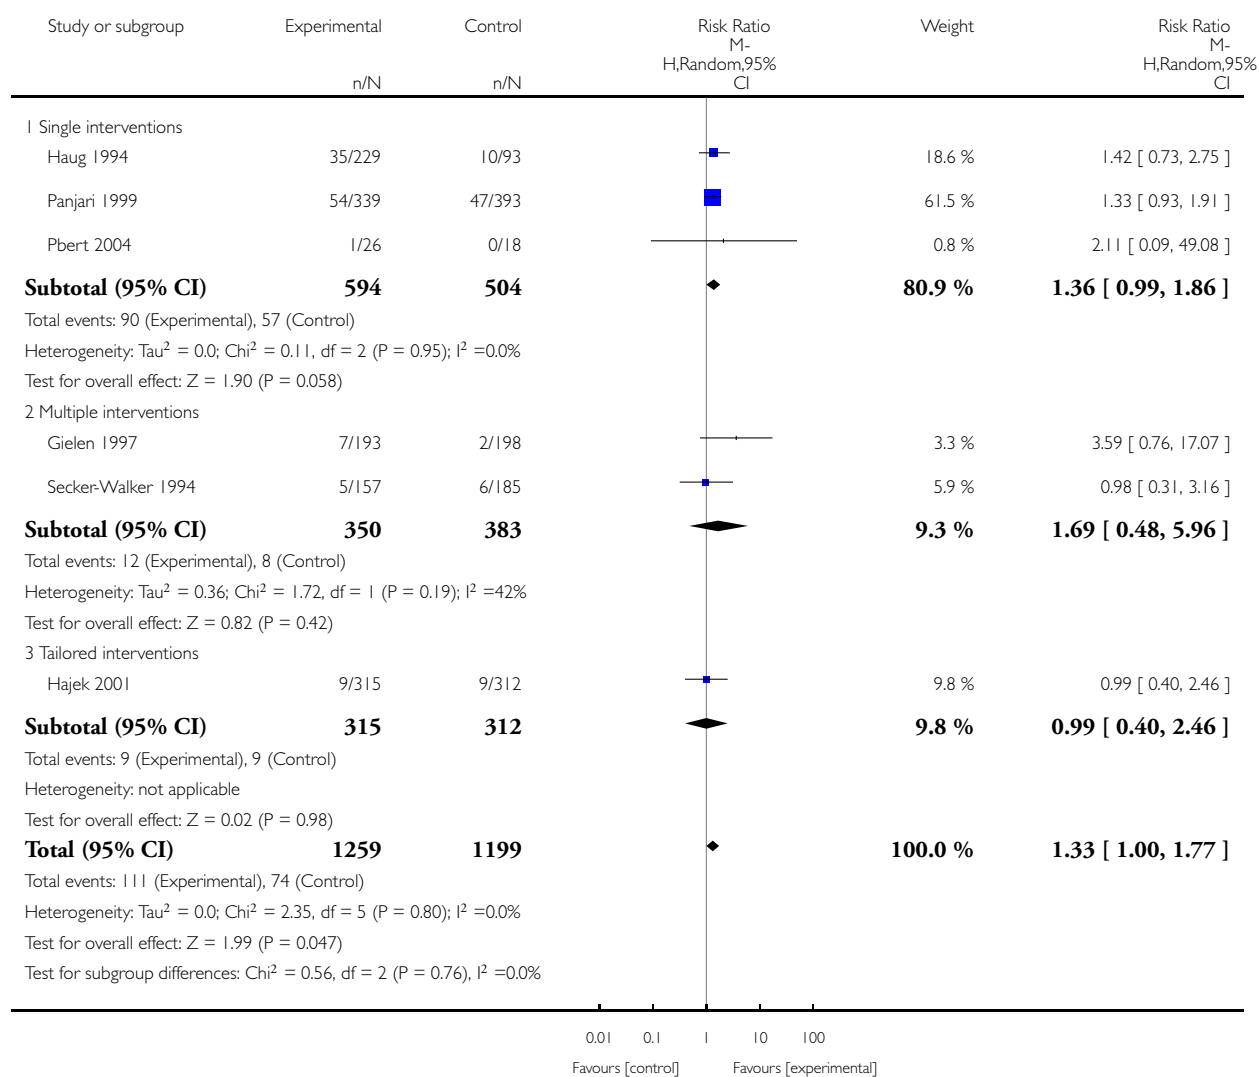 Study or subgroup Experimental Control Risk Ratio Weight Risk Ratio
M- M-
H,Random,95% H,Random,95%
n/N n/N CI CI
1 Single interventions
Haug 1994 35/229 10/93 18.6 % 1.42 [ 0.73, 2.75 ]
Panjari 1999 54/339 47/393 61.5 % 1.33 [ 0.93, 1.91 ]
Pbert 2004 1/26 0/18 0.8 % 2.11 [ 0.09, 49.08 ]
Subtotal (95% CI) 594 504 80.9 % 1.36 [ 0.99, 1.86 ]
Total events: 90 (Experimental), 57 (Control)
Heterogeneity: Tau² = 0.0; Chi² = 0.11, df = 2 (P = 0.95); I² =0.0%
Test for overall effect: Z = 1.90 (P = 0.058)
2 Multiple interventions
Gielen 1997 7/193 2/198 3.3 % 3.59 [ 0.76, 17.07 ]
Secker-Walker 1994 5/157 6/185 5.9 % 0.98 [ 0.31, 3.16 ]
Subtotal (95% CI) 350 383 9.3 % 1.69 [ 0.48, 5.96 ]
Total events: 12 (Experimental), 8 (Control)
Heterogeneity: Tau² = 0.36; Chi² = 1.72, df = 1 (P = 0.19); I² =42%
Test for overall effect: Z = 0.82 (P = 0.42)
3 Tailored interventions
Hajek 2001 9/315 9/312 9.8 % 0.99 [ 0.40, 2.46 ]
Subtotal (95% CI) 315 312 9.8 % 0.99 [ 0.40, 2.46 ]
Total events: 9 (Experimental), 9 (Control)
Heterogeneity: not applicable
Test for overall effect: Z = 0.02 (P = 0.98)
Total (95% CI) 1259 1199 100.0 % 1.33 [ 1.00, 1.77 ]
Total events: 111 (Experimental), 74 (Control)
Heterogeneity: Tau² = 0.0; Chi² = 2.35, df = 5 (P = 0.80); I² =0.0%
Test for overall effect: Z = 1.99 (P = 0.047)
Test for subgroup differences: Chi² = 0.56, df = 2 (P = 0.76), I² =0.0%
0.01 0.1 1 10 100
Favours [control] Favours [experimental]